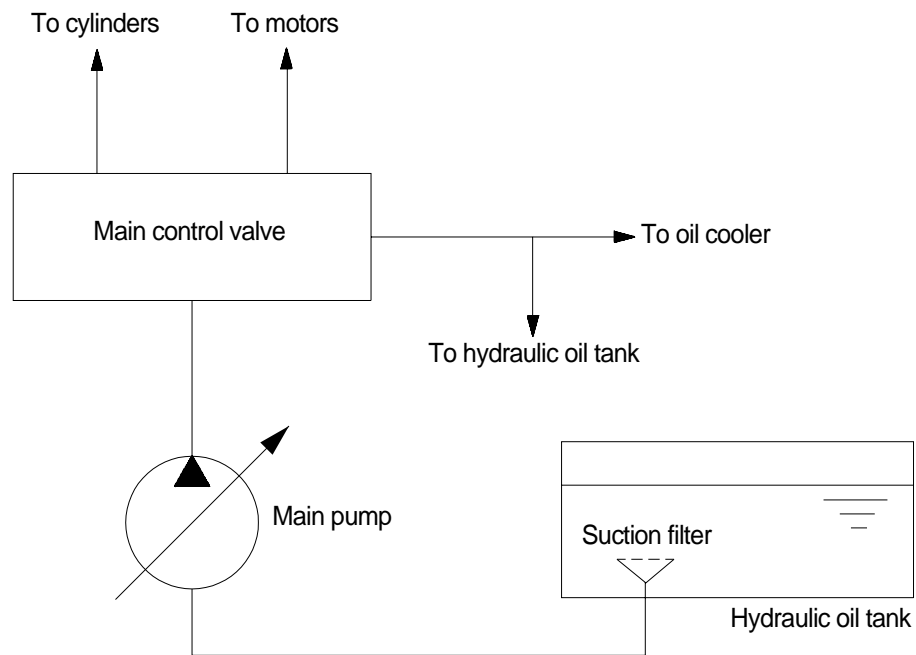 To cylinders
To motors
Main control valve
To oil cooler
To hydraulic oil tank
Main pump
Suction filter
Hydraulic oil tank